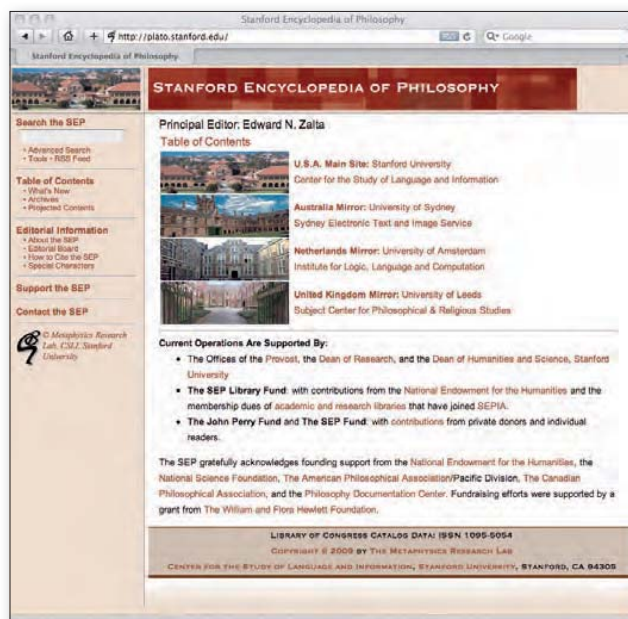 Stanford Encyclopedia of Philosophy
http://plato.stanford.edu/
Google
Stanford Encyclopedia of Philosophy
STANFORD ENCYCLOPEDIA OF PHILOSOPHY
Search the SEP
• Advanced Search
• Tools • RSS Feed
Table of Contents
• What's New
• Archives
• Projected Contents
Editorial Information
• About the SEP
• Editorial Board
• How to Cite the SEP
• Special Characters
Support the SEP
Contact the SEP
© Metaphysics Research
Lab, CSLI, Stanford
University
Principal Editor: Edward N. Zalta
Table of Contents
U.S.A. Main Site: Stanford University
Center for the Study of Language and Information
Australia Mirror: University of Sydney
Sydney Electronic Text and Image Service
Netherlands Mirror: University of Amsterdam
Institute for Logic, Language and Computation
United Kingdom Mirror: University of Leeds
Subject Center for Philosophical & Religious Studies
Current Operations Are Supported By:
• The Offices of the Provost, the Dean of Research, and the Dean of Humanities and Science, Stanford
University
• The SEP Library Fund: with contributions from the National Endowment for the Humanities and the
membership dues of academic and research libraries that have joined SEPIA.
• The John Perry Fund and The SEP Fund: with contributions from private donors and individual
readers.
The SEP gratefully acknowledges founding support from the National Endowment for the Humanities, the
National Science Foundation, The American Philosophical Association/Pacific Division, The Canadian
Philosophical Association, and the Philosophy Documentation Center. Fundraising efforts were supported by a
grant from The William and Flora Hewlett Foundation.
LIBRARY OF CONGRESS CATALOG DATA: ISSN 1095-5054
COPYRIGHT © 2009 BY THE METAPHYSICS RESEARCH LAB
CENTER FOR THE STUDY OF LANGUAGE AND INFORMATION, STANFORD UNIVERSITY, STANFORD, CA 94305